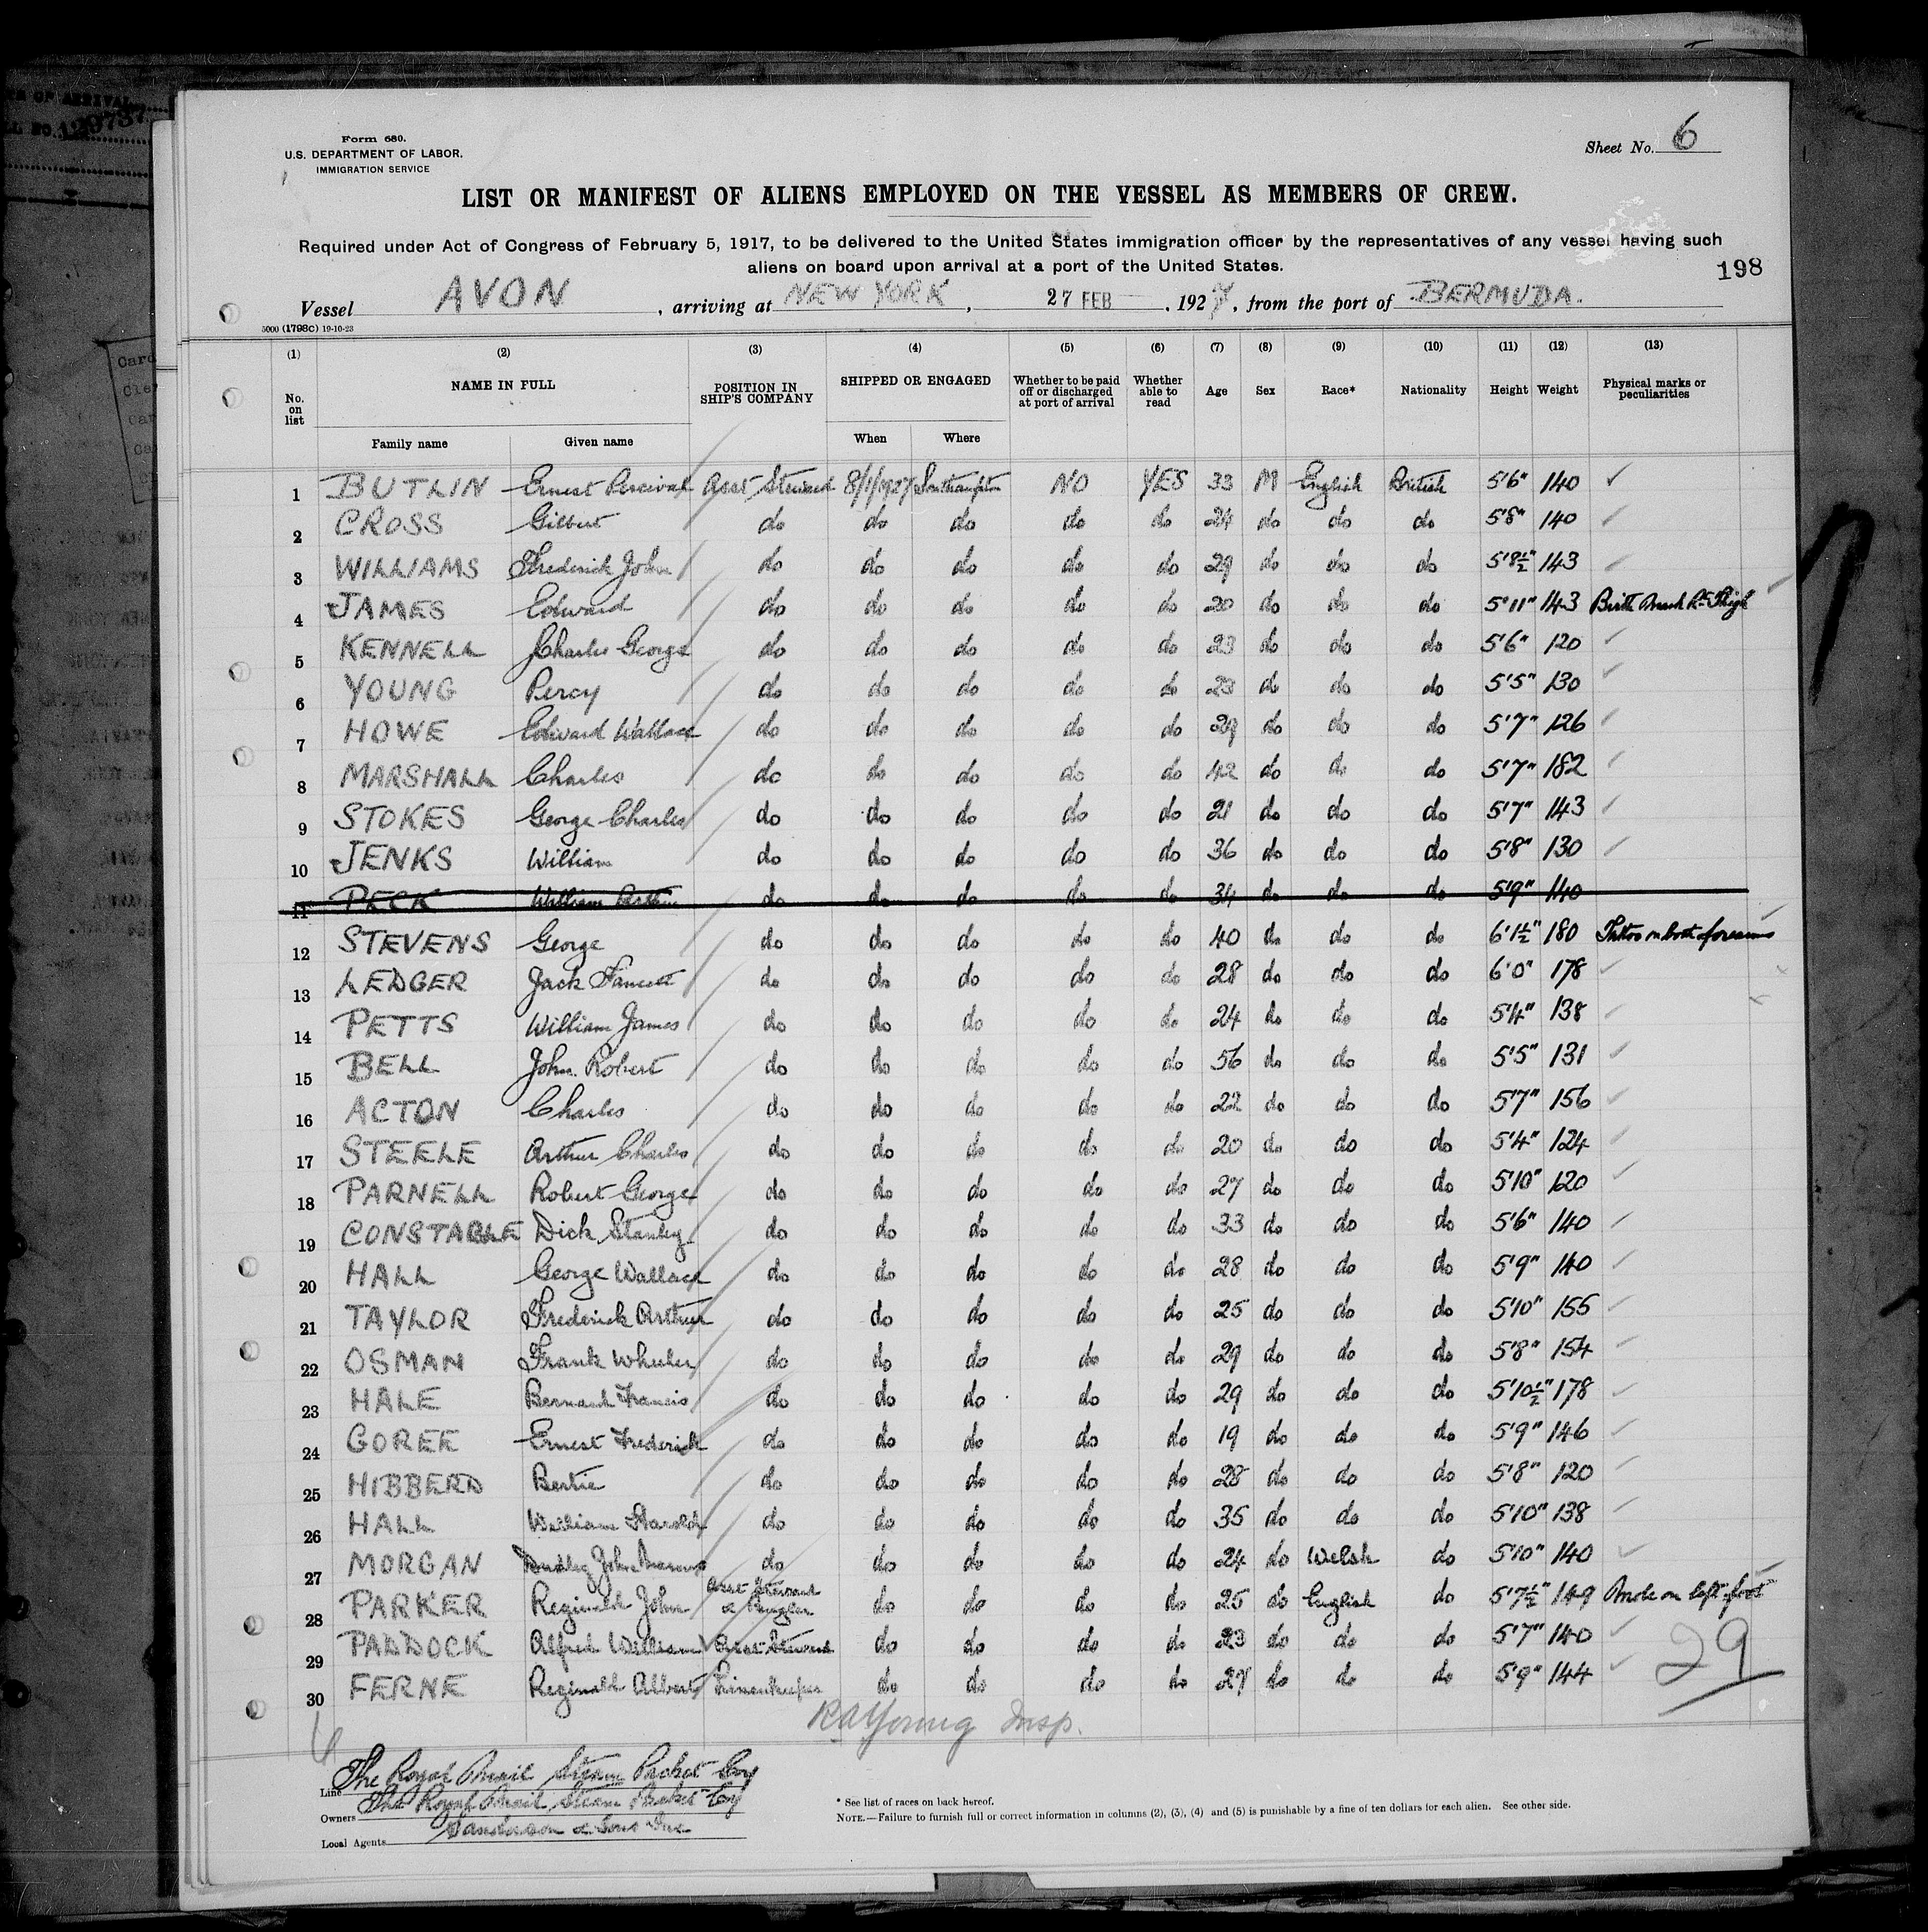 Form 680.
U.S. DEPARTMENT OF LABOR.
IMMIGRATION SERVICE
Sheet No. 6
LIST OR MANIFEST OF ALIENS EMPLOYED ON THE VESSEL AS MEMBERS OF CREW.
Required under Act of Congress of February 5, 1917, to be delivered to the United States immigration officer by the representatives of any vessel having such
aliens on board upon arrival at a port of the United States.
198
Vessel AVON, arriving at NEW YORK, 27 FEB, 1927, from the port of BERMUDA.
5000 (1798C) 19-10-23
(1) (2) (3) (4) (5) (6) (7) (8) (9) (10) (11) (12) (13)
No. on list NAME IN FULL POSITION IN SHIP'S COMPANY SHIPPED OR ENGAGED Whether to be paid off or discharged at port of arrival Whether able to read Age Sex Race* Nationality Height Weight Physical marks or peculiarities
Family name Given name When Where
1 BUTLIN Ernest Percival Asst Steward 8/1/1927 Southampton NO YES 33 M English British 5'6" 140 ✓
2 CROSS Gilbert do do do do do 24 do do do 5'8" 140 ✓
3 WILLIAMS Frederick John do do do do do 29 do do do 5'8½" 143 ✓
4 JAMES Edward do do do do do 20 do do do 5'11" 143 Birth Mark Rt Thigh ✓
5 KENNELL Charles George do do do do do 23 do do do 5'6" 120 ✓
6 YOUNG Percy do do do do do 23 do do do 5'5" 130 ✓
7 HOWE Edward Wallace do do do do do 29 do do do 5'7" 126 ✓
8 MARSHALL Charles do do do do do 42 do do do 5'7" 182 ✓
9 STOKES George Charles do do do do do 21 do do do 5'7" 143 ✓
10 JENKS William do do do do do 36 do do do 5'8" 130 ✓
11 PECK William Arthur do do do do do 34 do do do 5'9" 140
12 STEVENS George do do do do do 40 do do do 6'1½" 180 Tattoo on both forearms ✓
13 LEDGER Jack do do do do do 28 do do do 6'0" 178 ✓
14 PETTS William James do do do do do 24 do do do 5'4" 138 ✓
15 BELL John Robert do do do do do 56 do do do 5'5" 131 ✓
16 ACTON Charles do do do do do 22 do do do 5'7" 156 ✓
17 STEELE Arthur Charles do do do do do 20 do do do 5'4" 124 ✓
18 PARNELL Robert George do do do do do 27 do do do 5'10" 120 ✓
19 CONSTABLE Dick Stanley do do do do do 33 do do do 5'6" 140 ✓
20 HALL George Wallace do do do do do 28 do do do 5'9" 140 ✓
21 TAYLOR Frederick Arthur do do do do do 25 do do do 5'10" 155 ✓
22 OSMAN Frank Wheeler do do do do do 29 do do do 5'8" 154 ✓
23 HALE Bernard Francis do do do do do 29 do do do 5'10½" 178 ✓
24 GOREE Ernest Frederick do do do do do 19 do do do 5'9" 146 ✓
25 HIBBERD Bertie do do do do do 28 do do do 5'8" 120 ✓
26 HALL William Harold do do do do do 35 do do do 5'10" 138 ✓
27 MORGAN Dudley John do do do do do 24 do Welsh do 5'10" 140 ✓
28 PARKER Reginald John Asst Steward & Bugler do do do do 25 do English do 5'7½" 149 Mole on left foot ✓
29 PADDOCK Alfred William Asst Steward do do do do 23 do do do 5'7" 140 ✓
30 FERNE Reginald Albert Linenkeeper do do do do 27 do do do 5'9" 144 ✓
29
RA Young Insp.
Line The Royal Mail Steam Packet Coy
Owners The Royal Mail Steam Packet Coy
Local Agents Sanderson & Sons Inc
* See list of races on back hereof.
NOTE.—Failure to furnish full or correct information in columns (2), (3), (4) and (5) is punishable by a fine of ten dollars for each alien. See other side.